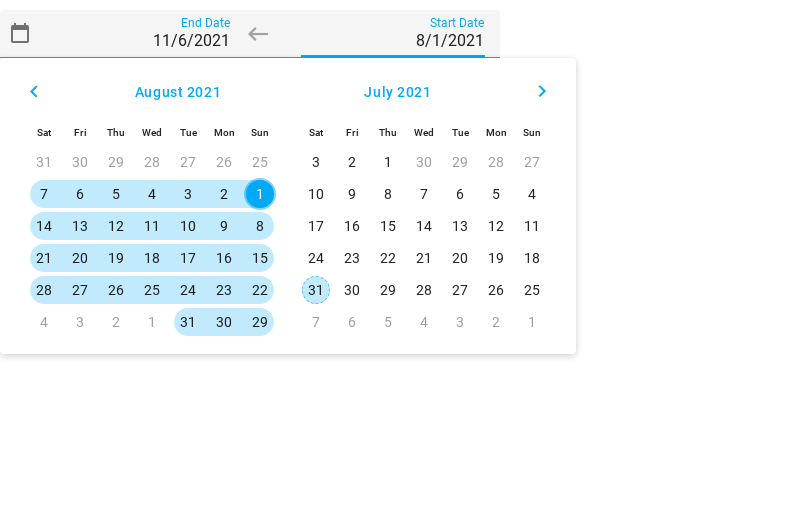 End Date Start Date
11/6/2021 8/1/2021
August 2021 July 2021
Sat Fri Thu Wed Tue Mon Sun Sat Fri Thu Wed Tue Mon Sun
31 30 29 28 27 26 25 3 2 1 30 29 28 27
7 6 5 4 3 2 1 10 9 8 7 6 5 4
14 13 12 11 10 9 8 17 16 15 14 13 12 11
21 20 19 18 17 16 15 24 23 22 21 20 19 18
28 27 26 25 24 23 22 31 30 29 28 27 26 25
4 3 2 1 31 30 29 7 6 5 4 3 2 1